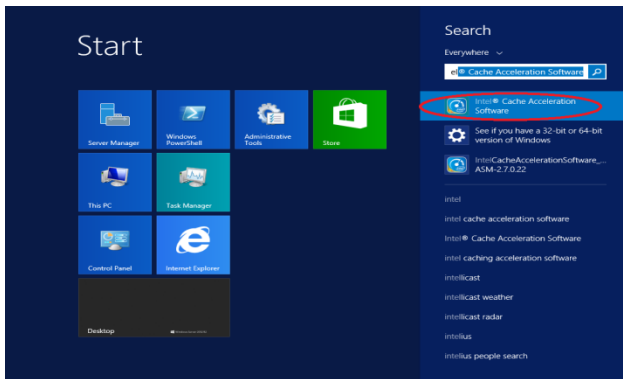 Start
Server Manager
Windows
PowerShell
Administrative
Tools
Store
This PC
Task Manager
Control Panel
Internet Explorer
Desktop
Search
Everywhere
el® Cache Acceleration Software
Intel® Cache Acceleration
Software
See if you have a 32-bit or 64-bit
version of Windows
IntelCacheAccelerationSoftware_...
ASM-2.7.0.22
intel
intel cache acceleration software
Intel® Cache Acceleration Software
intel caching acceleration software
intellicast
intellicast weather
intellicast radar
intelius
intelius people search